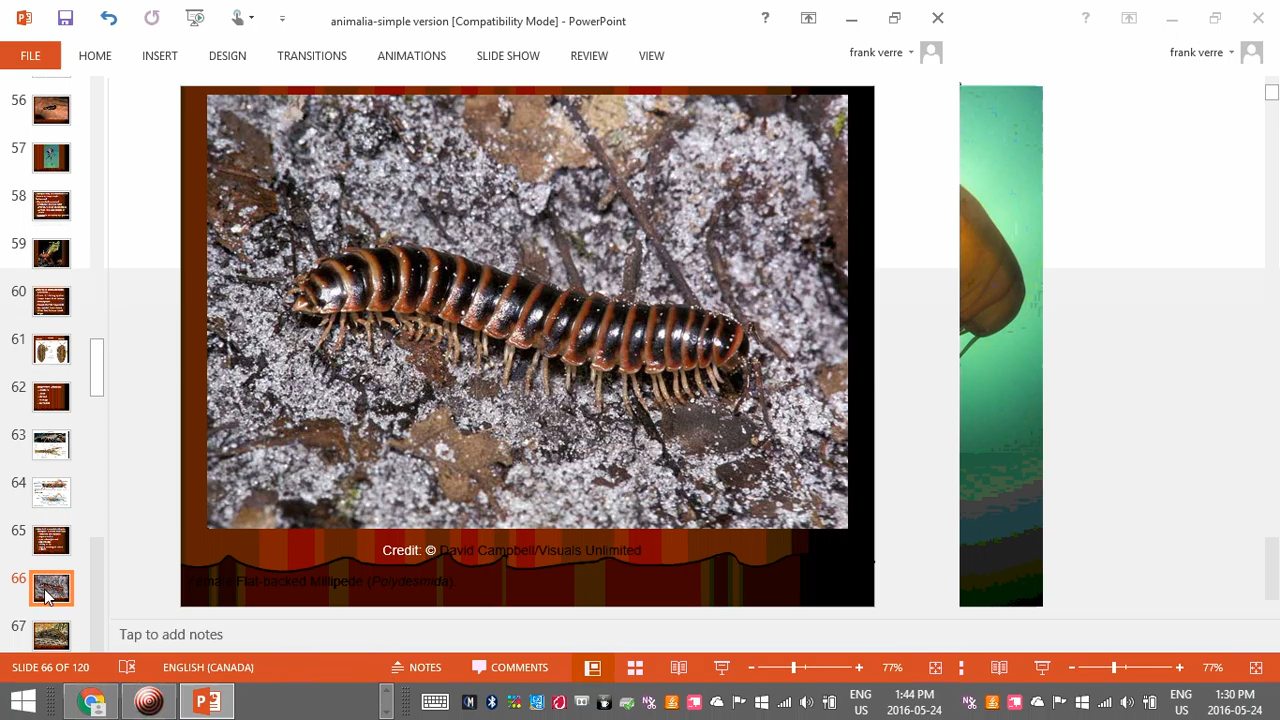 animalia-simple version [Compatibility Mode] - PowerPoint
FILE HOME INSERT DESIGN TRANSITIONS ANIMATIONS SLIDE SHOW REVIEW VIEW
frank verre
frank verre
56
57
58
59
60
61
62
63
64
65
66
67
Credit: © David Campbell/Visuals Unlimited
Female Flat-backed Millipede (Polydesmida).
Tap to add notes
SLIDE 66 OF 120 ENGLISH (CANADA) NOTES COMMENTS 77% 77%
ENG
US
1:44 PM
2016-05-24
ENG
US
1:30 PM
2016-05-24